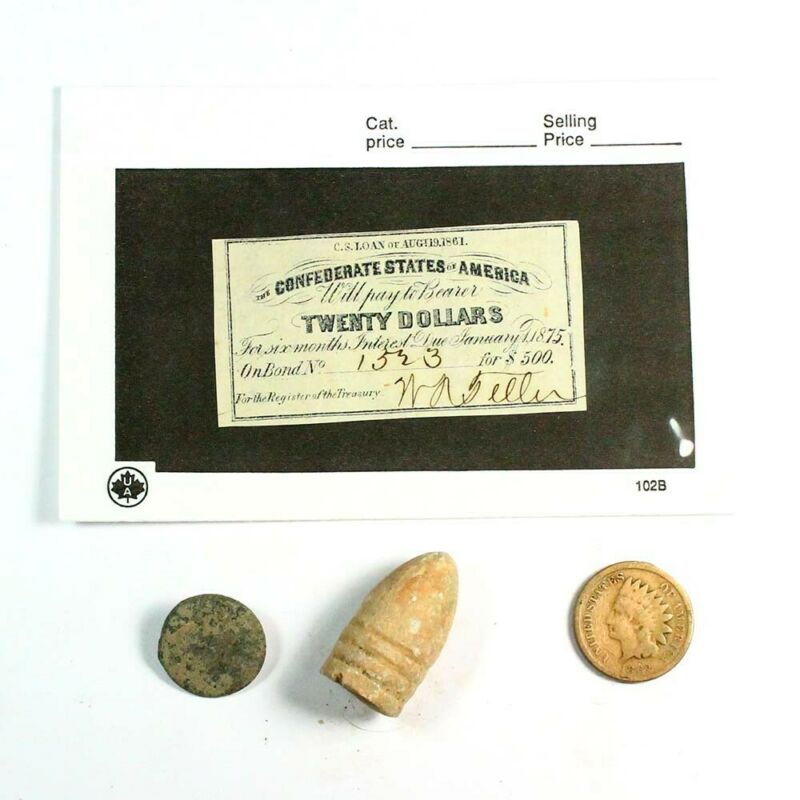 Cat.
price
Selling
Price
C.S. LOAN OF AUGT 19, 1861.
THE CONFEDERATE STATES OF AMERICA
Will pay to Bearer
TWENTY DOLLARS
For six months Interest Due January 1, 1875.
On Bond No 1523 for $500.
For the Register of the Treasury
UAI
102B
UNITED STATES OF AMERICA